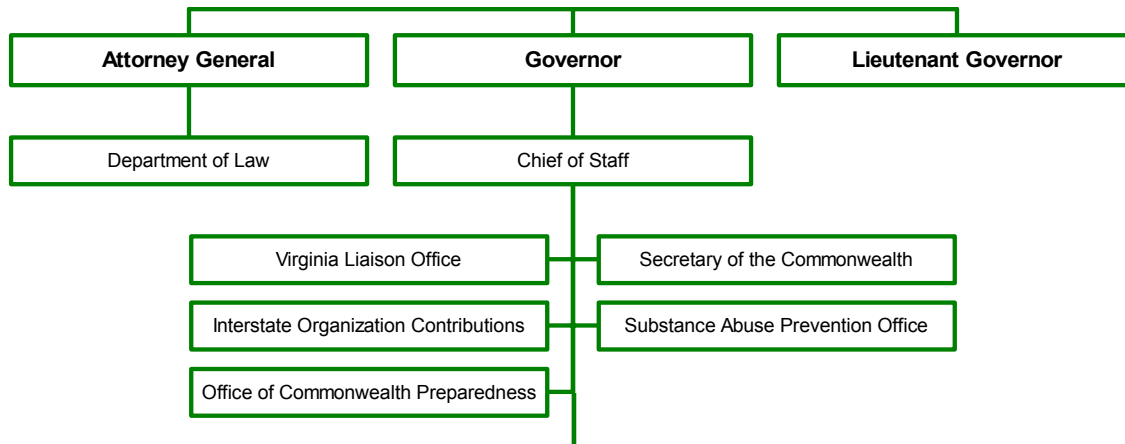 Attorney General
Governor
Lieutenant Governor
Department of Law
Chief of Staff
Virginia Liaison Office
Secretary of the Commonwealth
Interstate Organization Contributions
Substance Abuse Prevention Office
Office of Commonwealth Preparedness